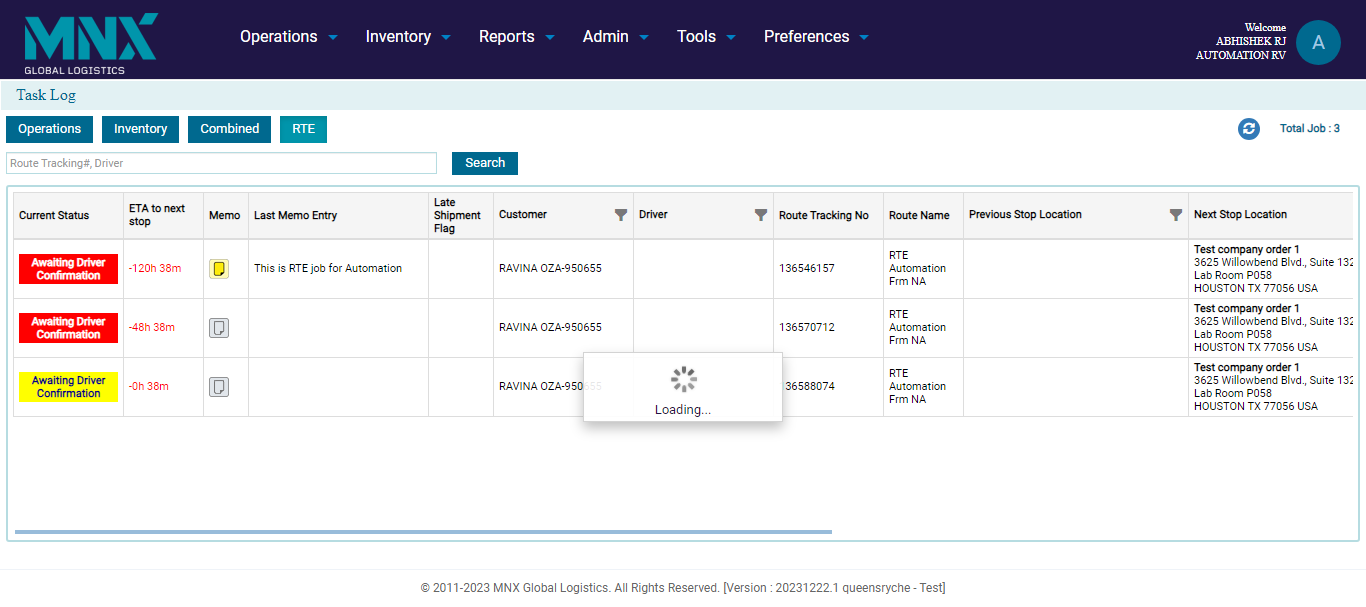 MNX
GLOBAL LOGISTICS
Operations Inventory Reports Admin Tools Preferences
Welcome
ABHISHEK RJ
AUTOMATION RV
A
Task Log
Operations Inventory Combined RTE
Total Job : 3
Route Tracking#, Driver
Search
Current Status
ETA to next
stop
Memo
Last Memo Entry
Late
Shipment
Flag
Customer
Driver
Route Tracking No
Route Name
Previous Stop Location
Next Stop Location
Awaiting Driver
Confirmation
-120h 38m
This is RTE job for Automation
RAVINA OZA-950655
136546157
RTE
Automation
Frm NA
Test company order 1
3625 Willowbend Blvd., Suite 132
Lab Room P058
HOUSTON TX 77056 USA
Awaiting Driver
Confirmation
-48h 38m
RAVINA OZA-950655
136570712
RTE
Automation
Frm NA
Test company order 1
3625 Willowbend Blvd., Suite 132
Lab Room P058
HOUSTON TX 77056 USA
Awaiting Driver
Confirmation
-0h 38m
RAVINA OZA-950655
36588074
RTE
Automation
Frm NA
Test company order 1
3625 Willowbend Blvd., Suite 132
Lab Room P058
HOUSTON TX 77056 USA
Loading...
© 2011-2023 MNX Global Logistics. All Rights Reserved. [Version : 20231222.1 queensryche - Test]